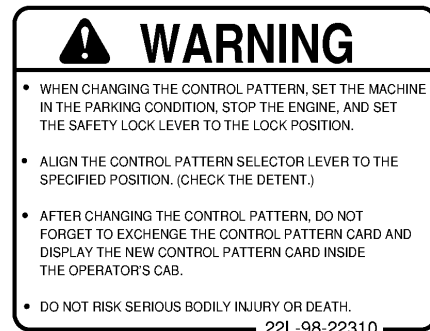 WARNING
• WHEN CHANGING THE CONTROL PATTERN, SET THE MACHINE
IN THE PARKING CONDITION, STOP THE ENGINE, AND SET
THE SAFETY LOCK LEVER TO THE LOCK POSITION.
• ALIGN THE CONTROL PATTERN SELECTOR LEVER TO THE
SPECIFIED POSITION. (CHECK THE DETENT.)
• AFTER CHANGING THE CONTROL PATTERN, DO NOT
FORGET TO EXCHENGE THE CONTROL PATTERN CARD AND
DISPLAY THE NEW CONTROL PATTERN CARD INSIDE
THE OPERATOR'S CAB.
• DO NOT RISK SERIOUS BODILY INJURY OR DEATH.
22L-98-22310